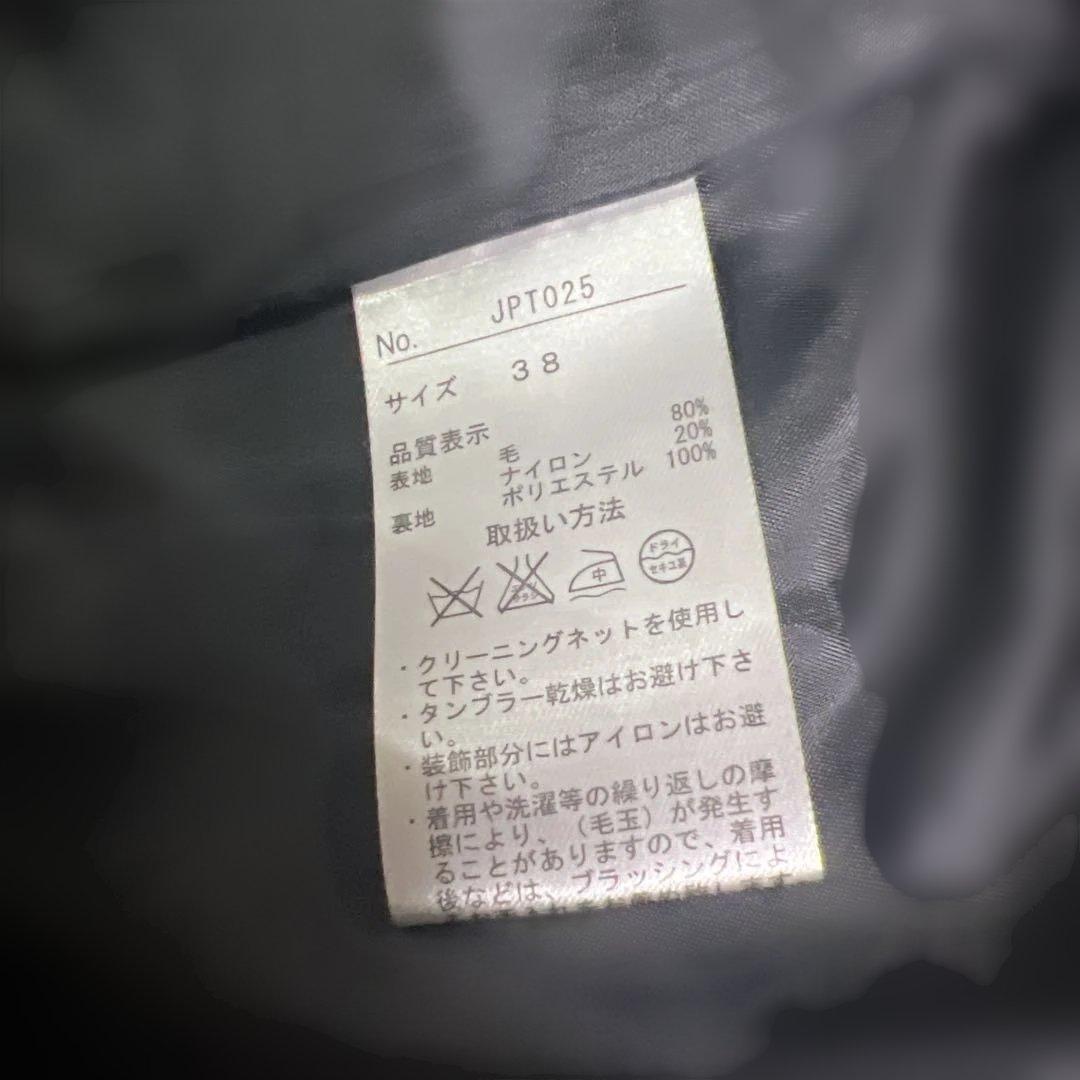 No. JPT025
サイズ 38
品質表示
表地 毛 80%
ナイロン 20%
裏地 ポリエステル 100%
取扱い方法
中 ドライ セキユ系
・クリーニングネットを使用し
て下さい。
・タンブラー乾燥はお避け下さ
い。
・装飾部分にはアイロンはお避
け下さい。
・着用や洗濯等の繰り返しの摩
擦により、（毛玉）が発生す
ることがありますので、着用
後などは、ブラッシングによ